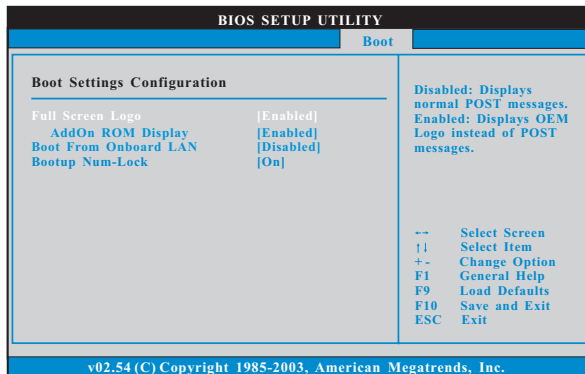 BIOS SETUP UTILITY
Boot
Boot Settings Configuration
Full Screen Logo [Enabled]
AddOn ROM Display [Enabled]
Boot From Onboard LAN [Disabled]
Bootup Num-Lock [On]
Disabled: Displays
normal POST messages.
Enabled: Displays OEM
Logo instead of POST
messages.
←→ Select Screen
↑↓ Select Item
+ - Change Option
F1 General Help
F9 Load Defaults
F10 Save and Exit
ESC Exit
v02.54 (C) Copyright 1985-2003, American Megatrends, Inc.